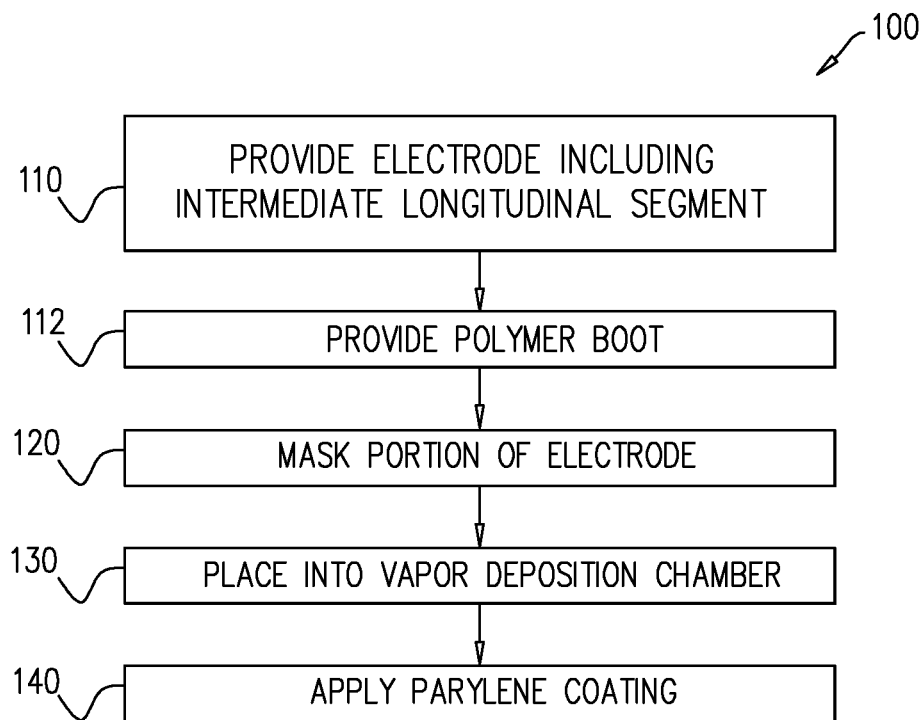 100
110
PROVIDE ELECTRODE INCLUDING
INTERMEDIATE LONGITUDINAL SEGMENT
112
PROVIDE POLYMER BOOT
120
MASK PORTION OF ELECTRODE
130
PLACE INTO VAPOR DEPOSITION CHAMBER
140
APPLY PARYLENE COATING